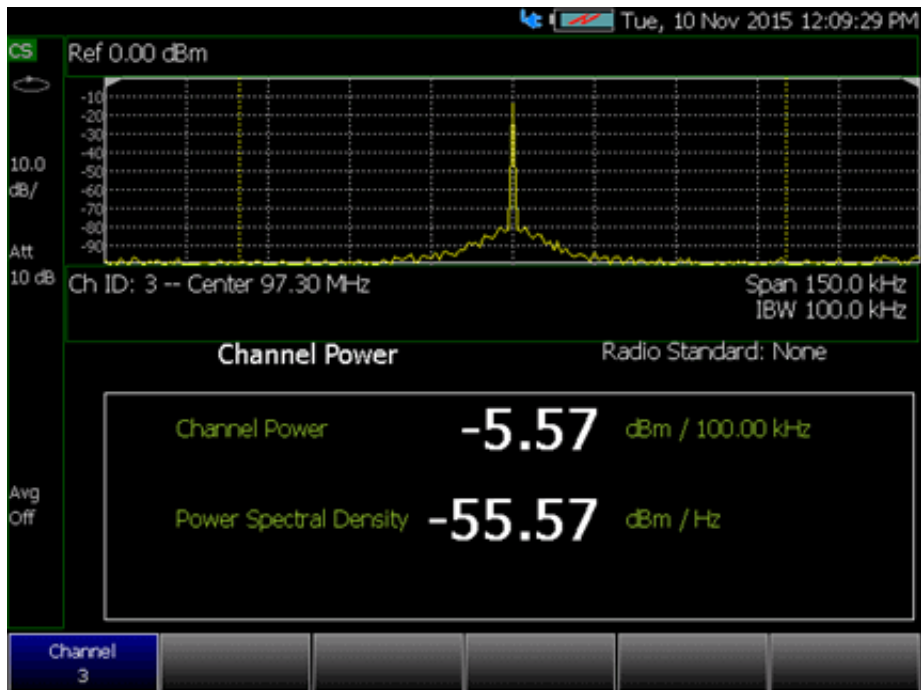 Tue, 10 Nov 2015 12:09:29 PM
CS
Ref 0.00 dBm
-10
-20
-30
-40
-50
-60
-70
-80
-90
10.0
dB/
Att
10 dB
Ch ID: 3 -- Center 97.30 MHz
Span 150.0 kHz
IBW 100.0 kHz
Channel Power
Radio Standard: None
Channel Power -5.57 dBm / 100.00 kHz
Avg
Off
Power Spectral Density -55.57 dBm / Hz
Channel
3